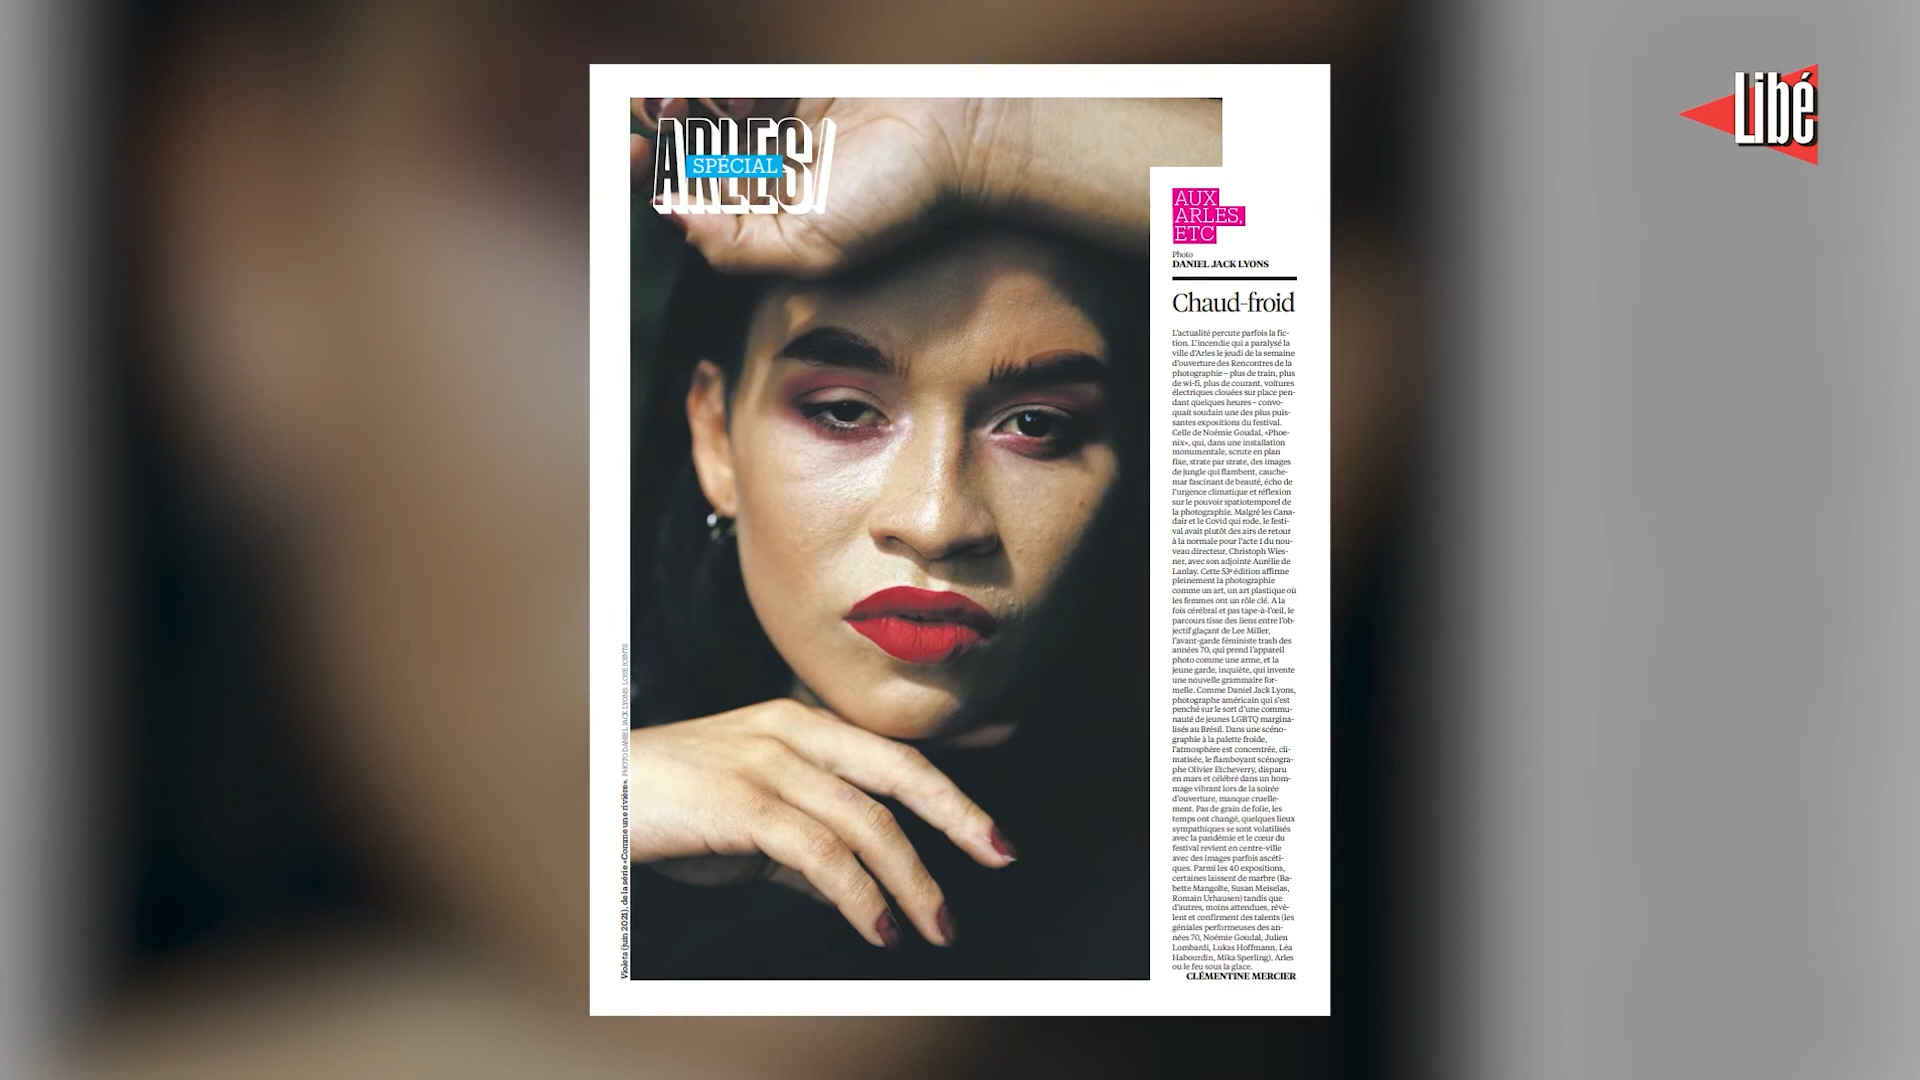 Libé
ARLES/
SPÉCIAL
AUX
ARLES,
ETC
Photo
DANIEL JACK LYONS
Chaud-froid
L'actualité percute parfois la fic-
tion. L'incendie qui a paralysé la
ville d'Arles le jeudi de la semaine
d'ouverture des Rencontres de la
photographie – plus de train, plus
de wi-fi, plus de courant, voitures
électriques clouées sur place pen-
dant quelques heures – convo-
quait soudain une des plus puis-
santes expositions du festival.
Celle de Noémie Goudal, «Phoe-
nix», qui, dans une installation
monumentale, scrute en plan
fixe, strate par strate, des images
de jungle qui flambent, cauche-
mar fascinant de beauté, écho de
l'urgence climatique et réflexion
sur le pouvoir spatiotemporel de
la photographie. Malgré les Cana-
dair et le Covid qui rode, le festi-
val avait plutôt des airs de retour
à la normale pour l'acte 1 du nou-
veau directeur, Christoph Wies-
ner, avec son adjointe Aurélie de
Lanlay. Cette 53e édition affirme
pleinement la photographie
comme un art, un art plastique où
les femmes ont un rôle clé. A la
fois cérébral et pas tape-à-l'œil, le
parcours tisse des liens entre l'ob-
jectif glaçant de Lee Miller,
l'avant-garde féministe trash des
années 70, qui prend l'appareil
photo comme une arme, et la
jeune garde, inquiète, qui invente
une nouvelle grammaire for-
melle. Comme Daniel Jack Lyons,
photographe américain qui s'est
penché sur le sort d'une commu-
nauté de jeunes LGBTQ margina-
lisés au Brésil. Dans une scéno-
graphie à la palette froide,
l'atmosphère est concentrée, cli-
matisée, le flamboyant scénogra-
phe Olivier Etcheverry, disparu
en mars et célébré dans un hom-
mage vibrant lors de la soirée
d'ouverture, manque cruelle-
ment. Pas de grain de folie, les
temps ont changé, quelques lieux
sympathiques se sont volatilisés
avec la pandémie et le cœur du
festival revient en centre-ville
avec des images parfois ascéti-
ques. Parmi les 40 expositions,
certaines laissent de marbre (Ba-
bette Mangolte, Susan Meiselas,
Romain Urhausen) tandis que
d'autres, moins attendues, révè-
lent et confirment des talents (les
géniales performeuses des an-
nées 70, Noémie Goudal, Julien
Lombardi, Lukas Hoffmann, Léa
Habourdin, Mika Sperling). Arles
ou le feu sous la glace.
CLÉMENTINE MERCIER
Violeta (juin 2021), de la série «Comme une rivière». PHOTO DANIEL JACK LYONS. LOOSE JOINTS